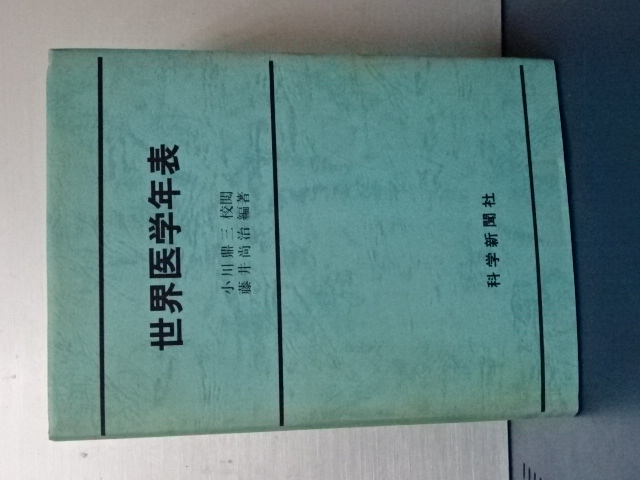 世界医学年表
小川鼎三 校閲
藤井尚治 編著
科学新聞社